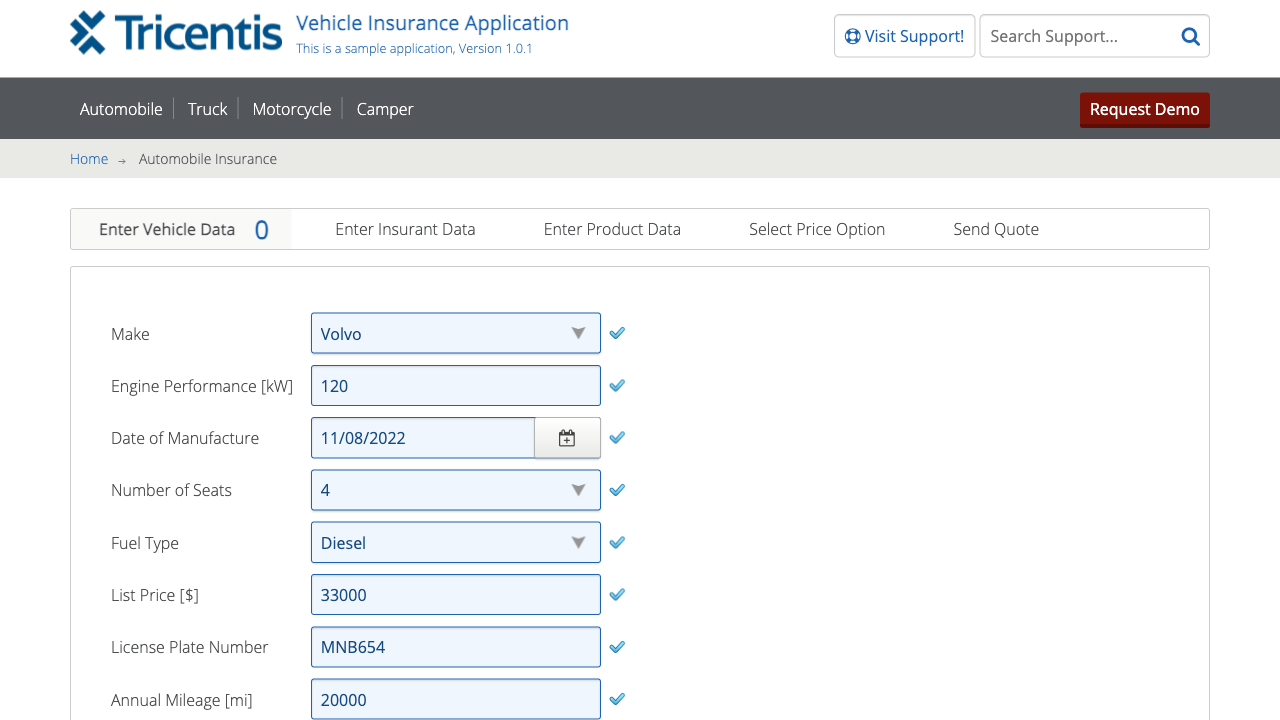 Tricentis
Vehicle Insurance Application
This is a sample application, Version 1.0.1
Visit Support!
Search Support...
Automobile
Truck
Motorcycle
Camper
Request Demo
Home → Automobile Insurance
Enter Vehicle Data 0
Enter Insurant Data
Enter Product Data
Select Price Option
Send Quote
Make
Volvo
Engine Performance [kW]
120
Date of Manufacture
11/08/2022
Number of Seats
4
Fuel Type
Diesel
List Price [$]
33000
License Plate Number
MNB654
Annual Mileage [mi]
20000